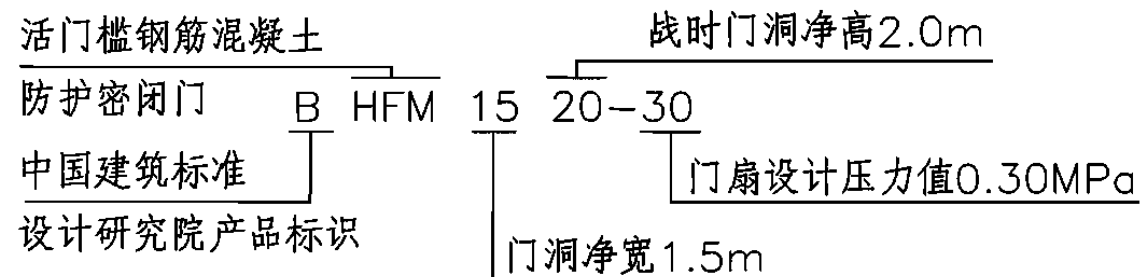 活门槛钢筋混凝土
战时门洞净高2.0m
防护密闭门
B HFM 15 20-30
中国建筑标准
门扇设计压力值0.30MPa
设计研究院产品标识
门洞净宽1.5m